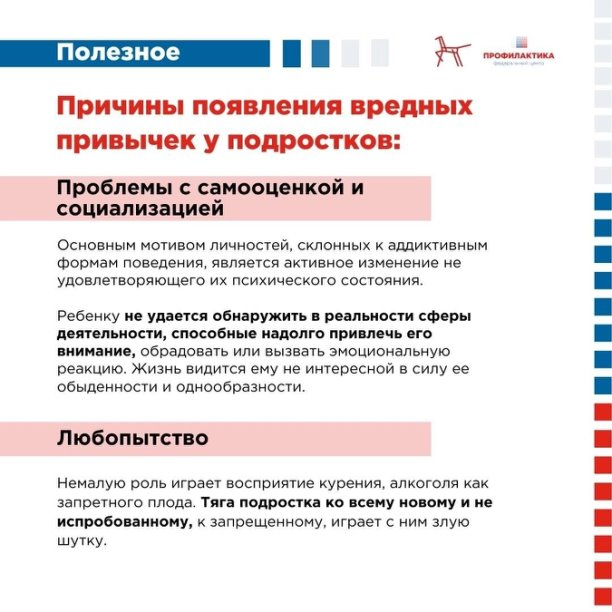 Полезное
ПРОФИЛАКТИКА
федеральный центр
Причины появления вредных
привычек у подростков:
Проблемы с самооценкой и
социализацией
Основным мотивом личностей, склонных к аддиктивным
формам поведения, является активное изменение не
удовлетворяющего их психического состояния.
Ребенку не удается обнаружить в реальности сферы
деятельности, способные надолго привлечь его
внимание, обрадовать или вызвать эмоциональную
реакцию. Жизнь видится ему не интересной в силу ее
обыденности и однообразности.
Любопытство
Немалую роль играет восприятие курения, алкоголя как
запретного плода. Тяга подростка ко всему новому и не
испробованному, к запрещенному, играет с ним злую
шутку.